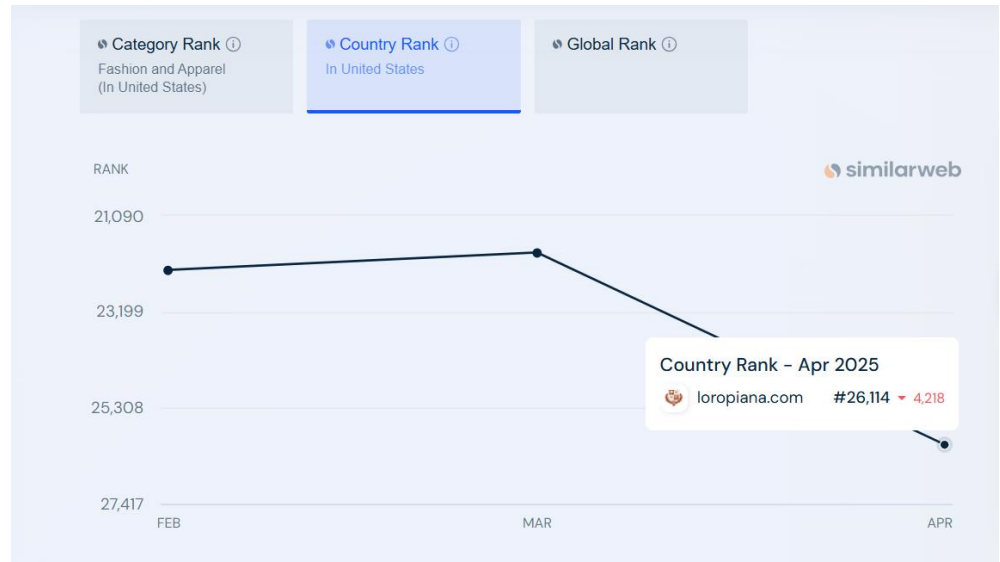 Category Rank
Fashion and Apparel
(In United States)
Country Rank
In United States
Global Rank
RANK
similarweb
21,090
23,199
25,308
27,417
Country Rank - Apr 2025
loropiana.com #26,114 4,218
FEB MAR APR